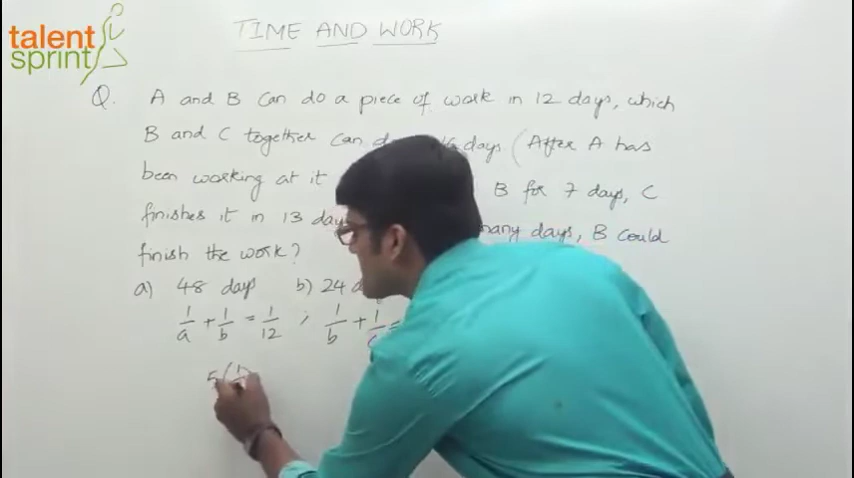 talent
sprint
TIME AND WORK
Q. A and B can do a piece of work in 12 days, which
B and C together can days (After A has
been working at it B for 7 days, C
finishes it in 13 days, B could
finish the work?
a) 48 days b) 24
1/a + 1/b = 1/12 ; 1/b + 1/c =
5(1